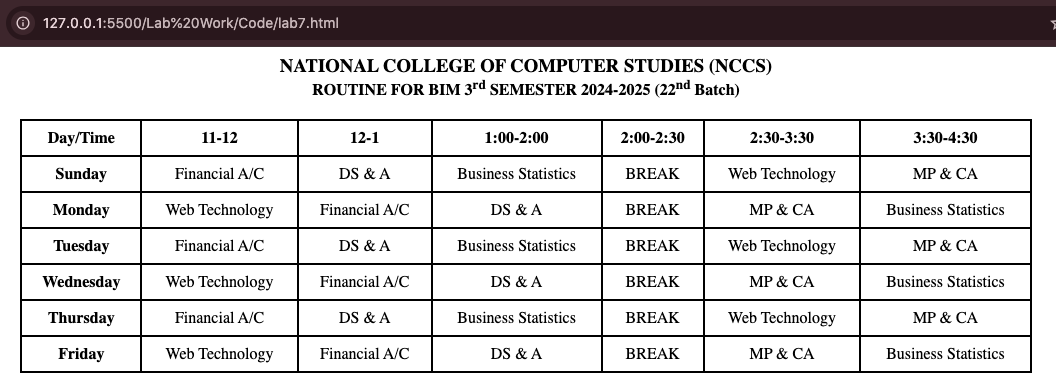 127.0.0.1:5500/Lab%20Work/Code/lab7.html
NATIONAL COLLEGE OF COMPUTER STUDIES (NCCS)
ROUTINE FOR BIM 3rd SEMESTER 2024-2025 (22nd Batch)
Day/Time 11-12 12-1 1:00-2:00 2:00-2:30 2:30-3:30 3:30-4:30
Sunday Financial A/C DS & A Business Statistics BREAK Web Technology MP & CA
Monday Web Technology Financial A/C DS & A BREAK MP & CA Business Statistics
Tuesday Financial A/C DS & A Business Statistics BREAK Web Technology MP & CA
Wednesday Web Technology Financial A/C DS & A BREAK MP & CA Business Statistics
Thursday Financial A/C DS & A Business Statistics BREAK Web Technology MP & CA
Friday Web Technology Financial A/C DS & A BREAK MP & CA Business Statistics